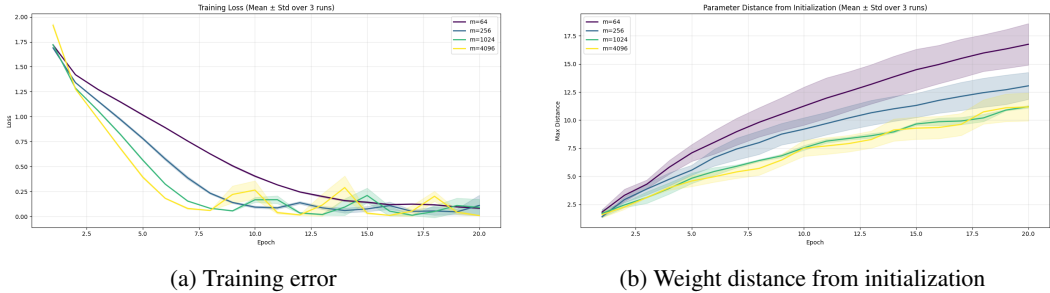 Training Loss (Mean ± Std over 3 runs)
2.00
1.75
1.50
1.25
1.00
0.75
0.50
0.25
0.00
Loss
m=64
m=256
m=1024
m=4096
2.5
5.0
7.5
10.0
12.5
15.0
17.5
20.0
Epoch
(a) Training error
Parameter Distance from Initialization (Mean ± Std over 3 runs)
17.5
15.0
12.5
10.0
7.5
5.0
2.5
Max Distance
m=64
m=256
m=1024
m=4096
2.5
5.0
7.5
10.0
12.5
15.0
17.5
20.0
Epoch
(b) Weight distance from initialization